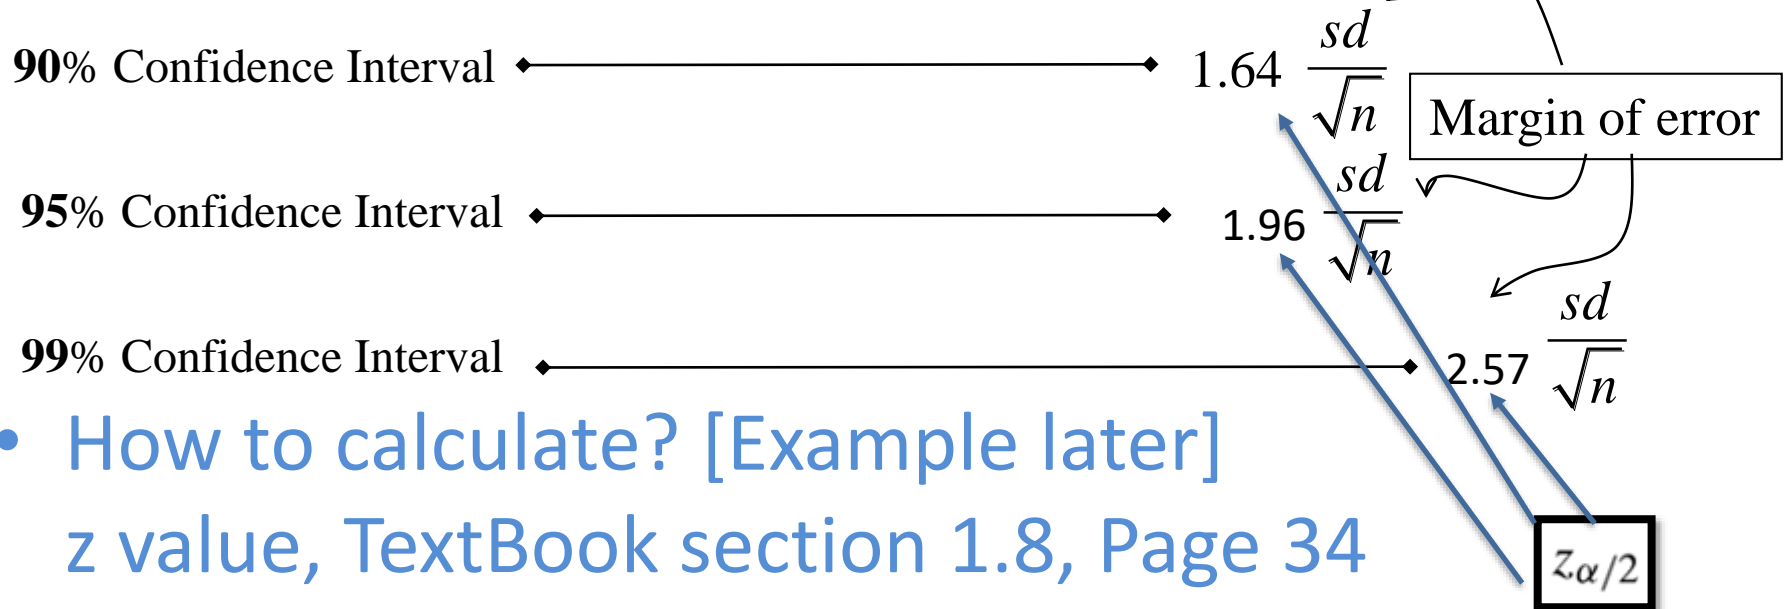 90% Confidence Interval 1.64 sd/√n
Margin of error
95% Confidence Interval 1.96 sd/√n
99% Confidence Interval 2.57 sd/√n
• How to calculate? [Example later]
z value, TextBook section 1.8, Page 34
zα/2